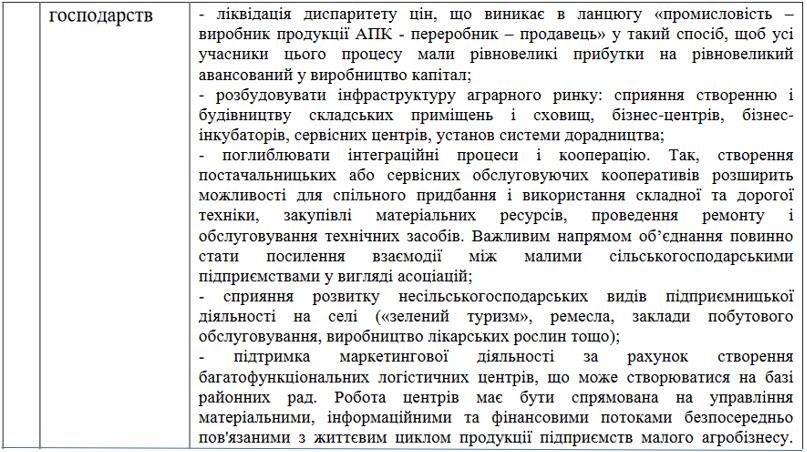 господарств
- ліквідація диспаритету цін, що виникає в ланцюгу «промисловість –
виробник продукції АПК - переробник – продавець» у такий спосіб, щоб усі
учасники цього процесу мали рівновеликі прибутки на рівновеликий
авансований у виробництво капітал;
- розбудовувати інфраструктуру аграрного ринку: сприяння створенню і
будівництву складських приміщень і сховищ, бізнес-центрів, бізнес-
інкубаторів, сервісних центрів, установ системи дорадництва;
- поглиблювати інтеграційні процеси і кооперацію. Так, створення
постачальницьких або сервісних обслуговуючих кооперативів розширить
можливості для спільного придбання і використання складної та дорогої
техніки, закупівлі матеріальних ресурсів, проведення ремонту і
обслуговування технічних засобів. Важливим напрямом об’єднання повинно
стати посилення взаємодії між малими сільськогосподарськими
підприємствами у вигляді асоціацій;
- сприяння розвитку несільськогосподарських видів підприємницької
діяльності на селі («зелений туризм», ремесла, заклади побутового
обслуговування, виробництво лікарських рослин тощо);
- підтримка маркетингової діяльності за рахунок створення
багатофункціональних логістичних центрів, що може створюватися на базі
районних рад. Робота центрів має бути спрямована на управління
матеріальними, інформаційними та фінансовими потоками безпосередньо
пов'язаними з життєвим циклом продукції підприємств малого агробізнесу.